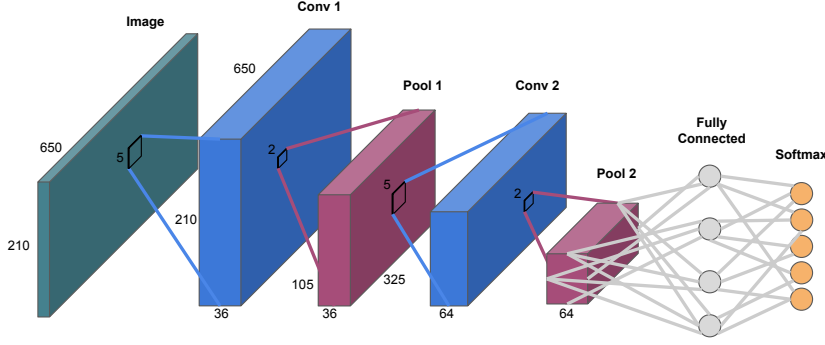 Image
Conv 1
Pool 1
Conv 2
Pool 2
Fully
Connected
Softmax
650
5
210
650
2
210
36
5
105
325
36
2
64
64